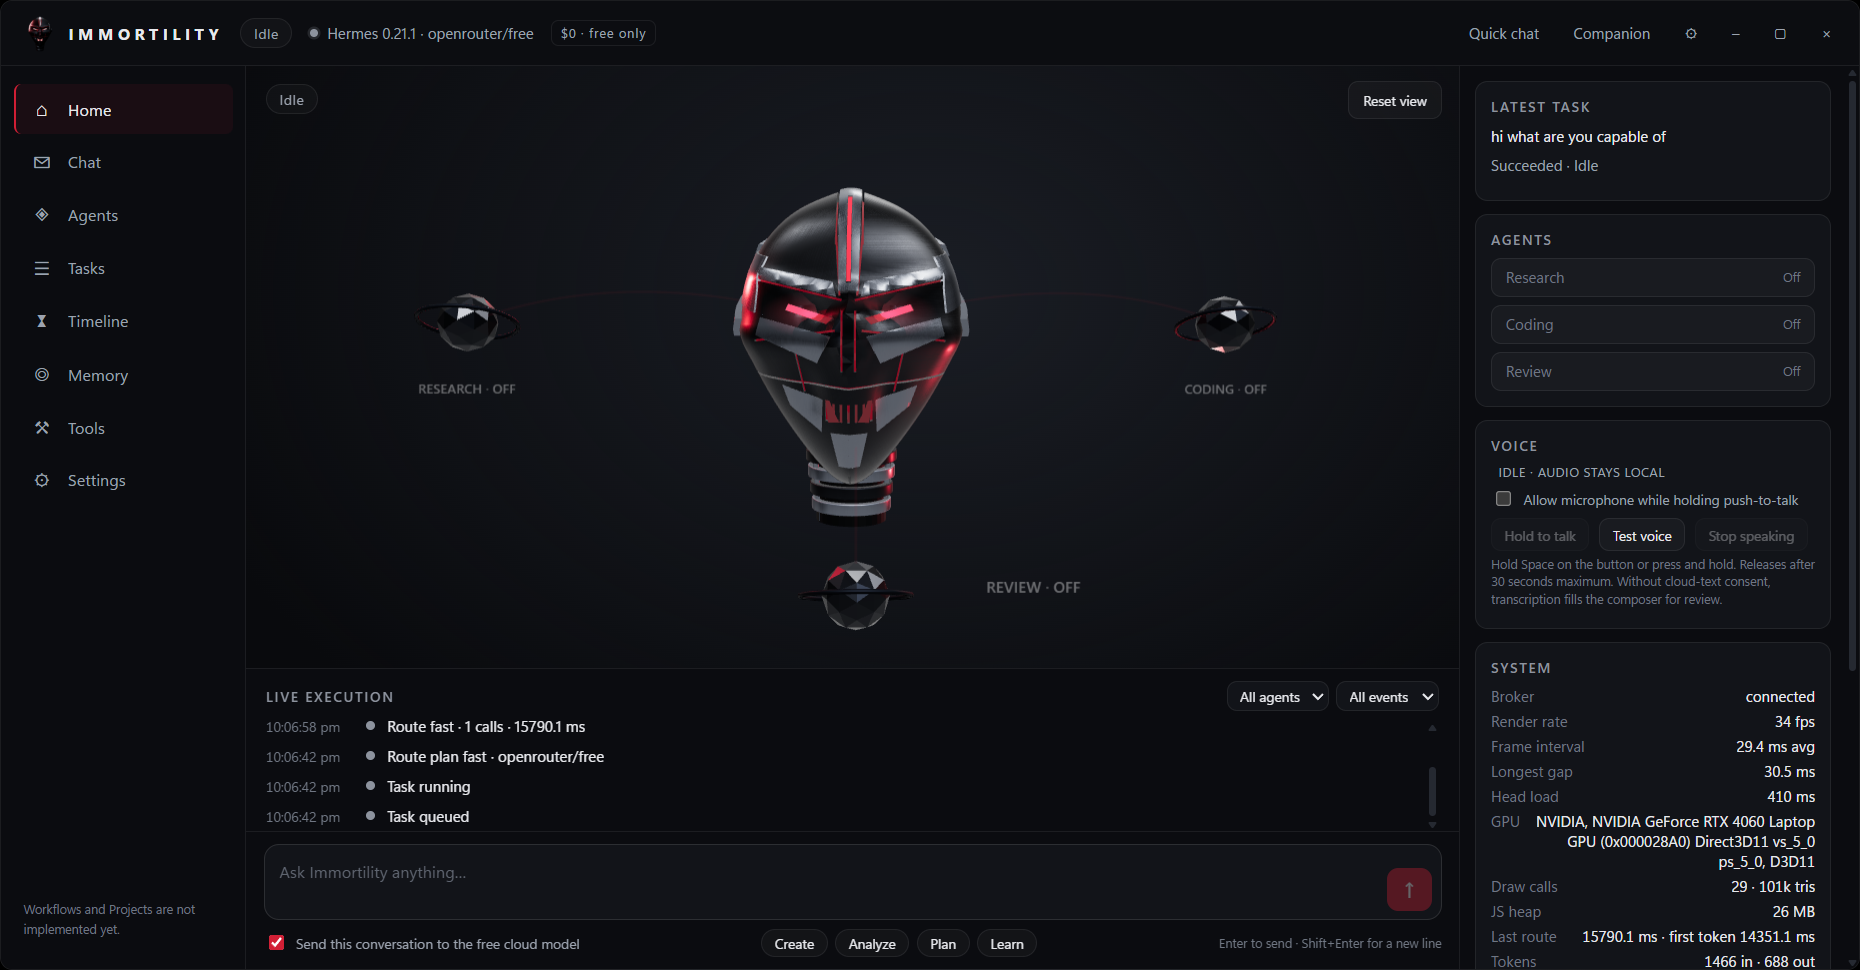 IMMORTILITY
Idle
Hermes 0.21.1 · openrouter/free
$0 · free only
Quick chat
Companion
Home
Chat
Agents
Tasks
Timeline
Memory
Tools
Settings
Workflows and Projects are not
implemented yet.
Idle
Reset view
RESEARCH · OFF
CODING · OFF
REVIEW · OFF
LIVE EXECUTION
All agents
All events
10:06:58 pm Route fast · 1 calls · 15790.1 ms
10:06:42 pm Route plan fast · openrouter/free
10:06:42 pm Task running
10:06:42 pm Task queued
Ask Immortility anything...
Send this conversation to the free cloud model
Create
Analyze
Plan
Learn
Enter to send · Shift+Enter for a new line
LATEST TASK
hi what are you capable of
Succeeded · Idle
AGENTS
Research Off
Coding Off
Review Off
VOICE
IDLE · AUDIO STAYS LOCAL
Allow microphone while holding push-to-talk
Hold to talk
Test voice
Stop speaking
Hold Space on the button or press and hold. Releases after
30 seconds maximum. Without cloud-text consent,
transcription fills the composer for review.
SYSTEM
Broker connected
Render rate 34 fps
Frame interval 29.4 ms avg
Longest gap 30.5 ms
Head load 410 ms
GPU NVIDIA, NVIDIA GeForce RTX 4060 Laptop
GPU (0x000028A0) Direct3D11 vs_5_0
ps_5_0, D3D11
Draw calls 29 · 101k tris
JS heap 26 MB
Last route 15790.1 ms · first token 14351.1 ms
Tokens 1466 in · 688 out